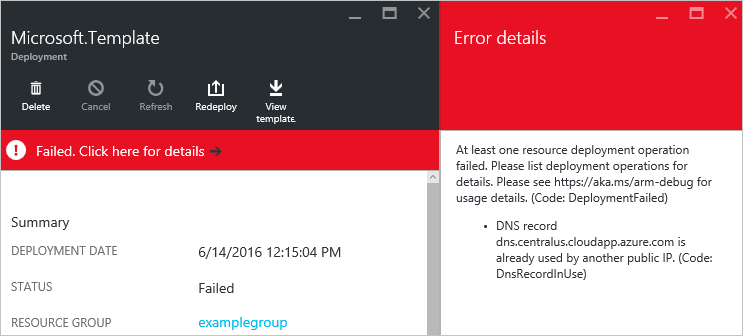 Microsoft.Template
Deployment
Delete
Cancel
Refresh
Redeploy
View
template.
Failed. Click here for details →
Summary
DEPLOYMENT DATE
6/14/2016 12:15:04 PM
STATUS
Failed
RESOURCE GROUP
examplegroup
Error details
At least one resource deployment operation
failed. Please list deployment operations for
details. Please see https://aka.ms/arm-debug for
usage details. (Code: DeploymentFailed)
• DNS record
dns.centralus.cloudapp.azure.com is
already used by another public IP. (Code:
DnsRecordInUse)